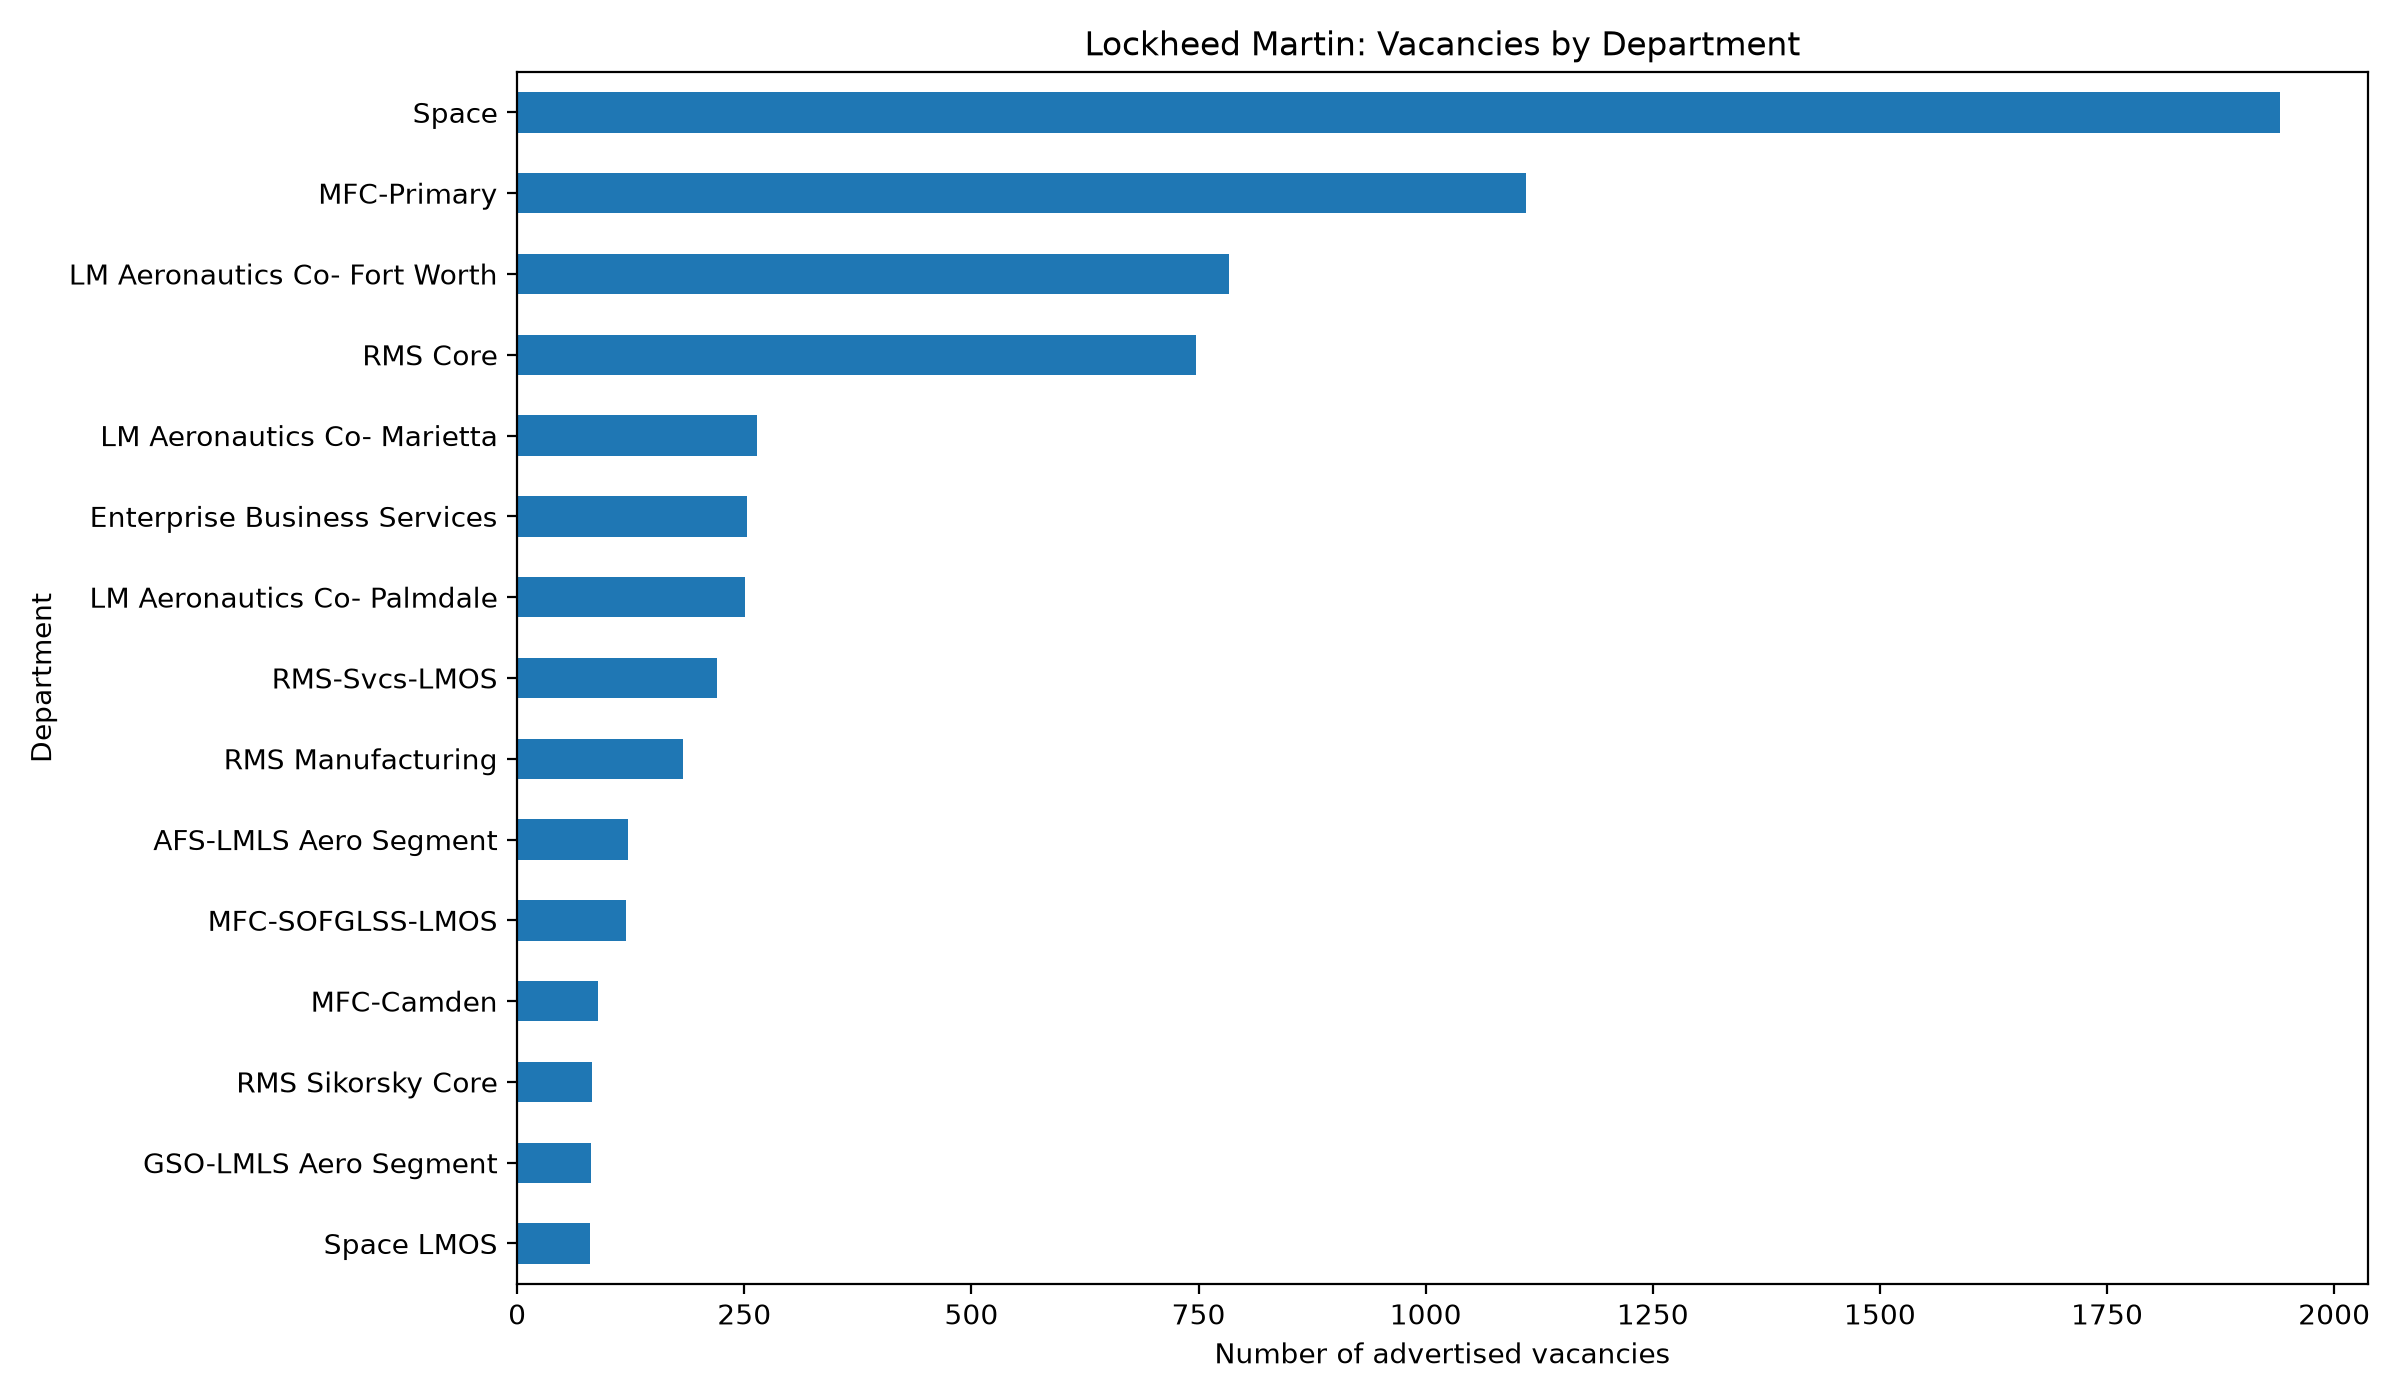 Lockheed Martin: Vacancies by Department
Space
MFC-Primary
LM Aeronautics Co- Fort Worth
RMS Core
LM Aeronautics Co- Marietta
Enterprise Business Services
LM Aeronautics Co- Palmdale
RMS-Svcs-LMOS
RMS Manufacturing
AFS-LMLS Aero Segment
MFC-SOFGLSS-LMOS
MFC-Camden
RMS Sikorsky Core
GSO-LMLS Aero Segment
Space LMOS
Department
0 250 500 750 1000 1250 1500 1750 2000
Number of advertised vacancies